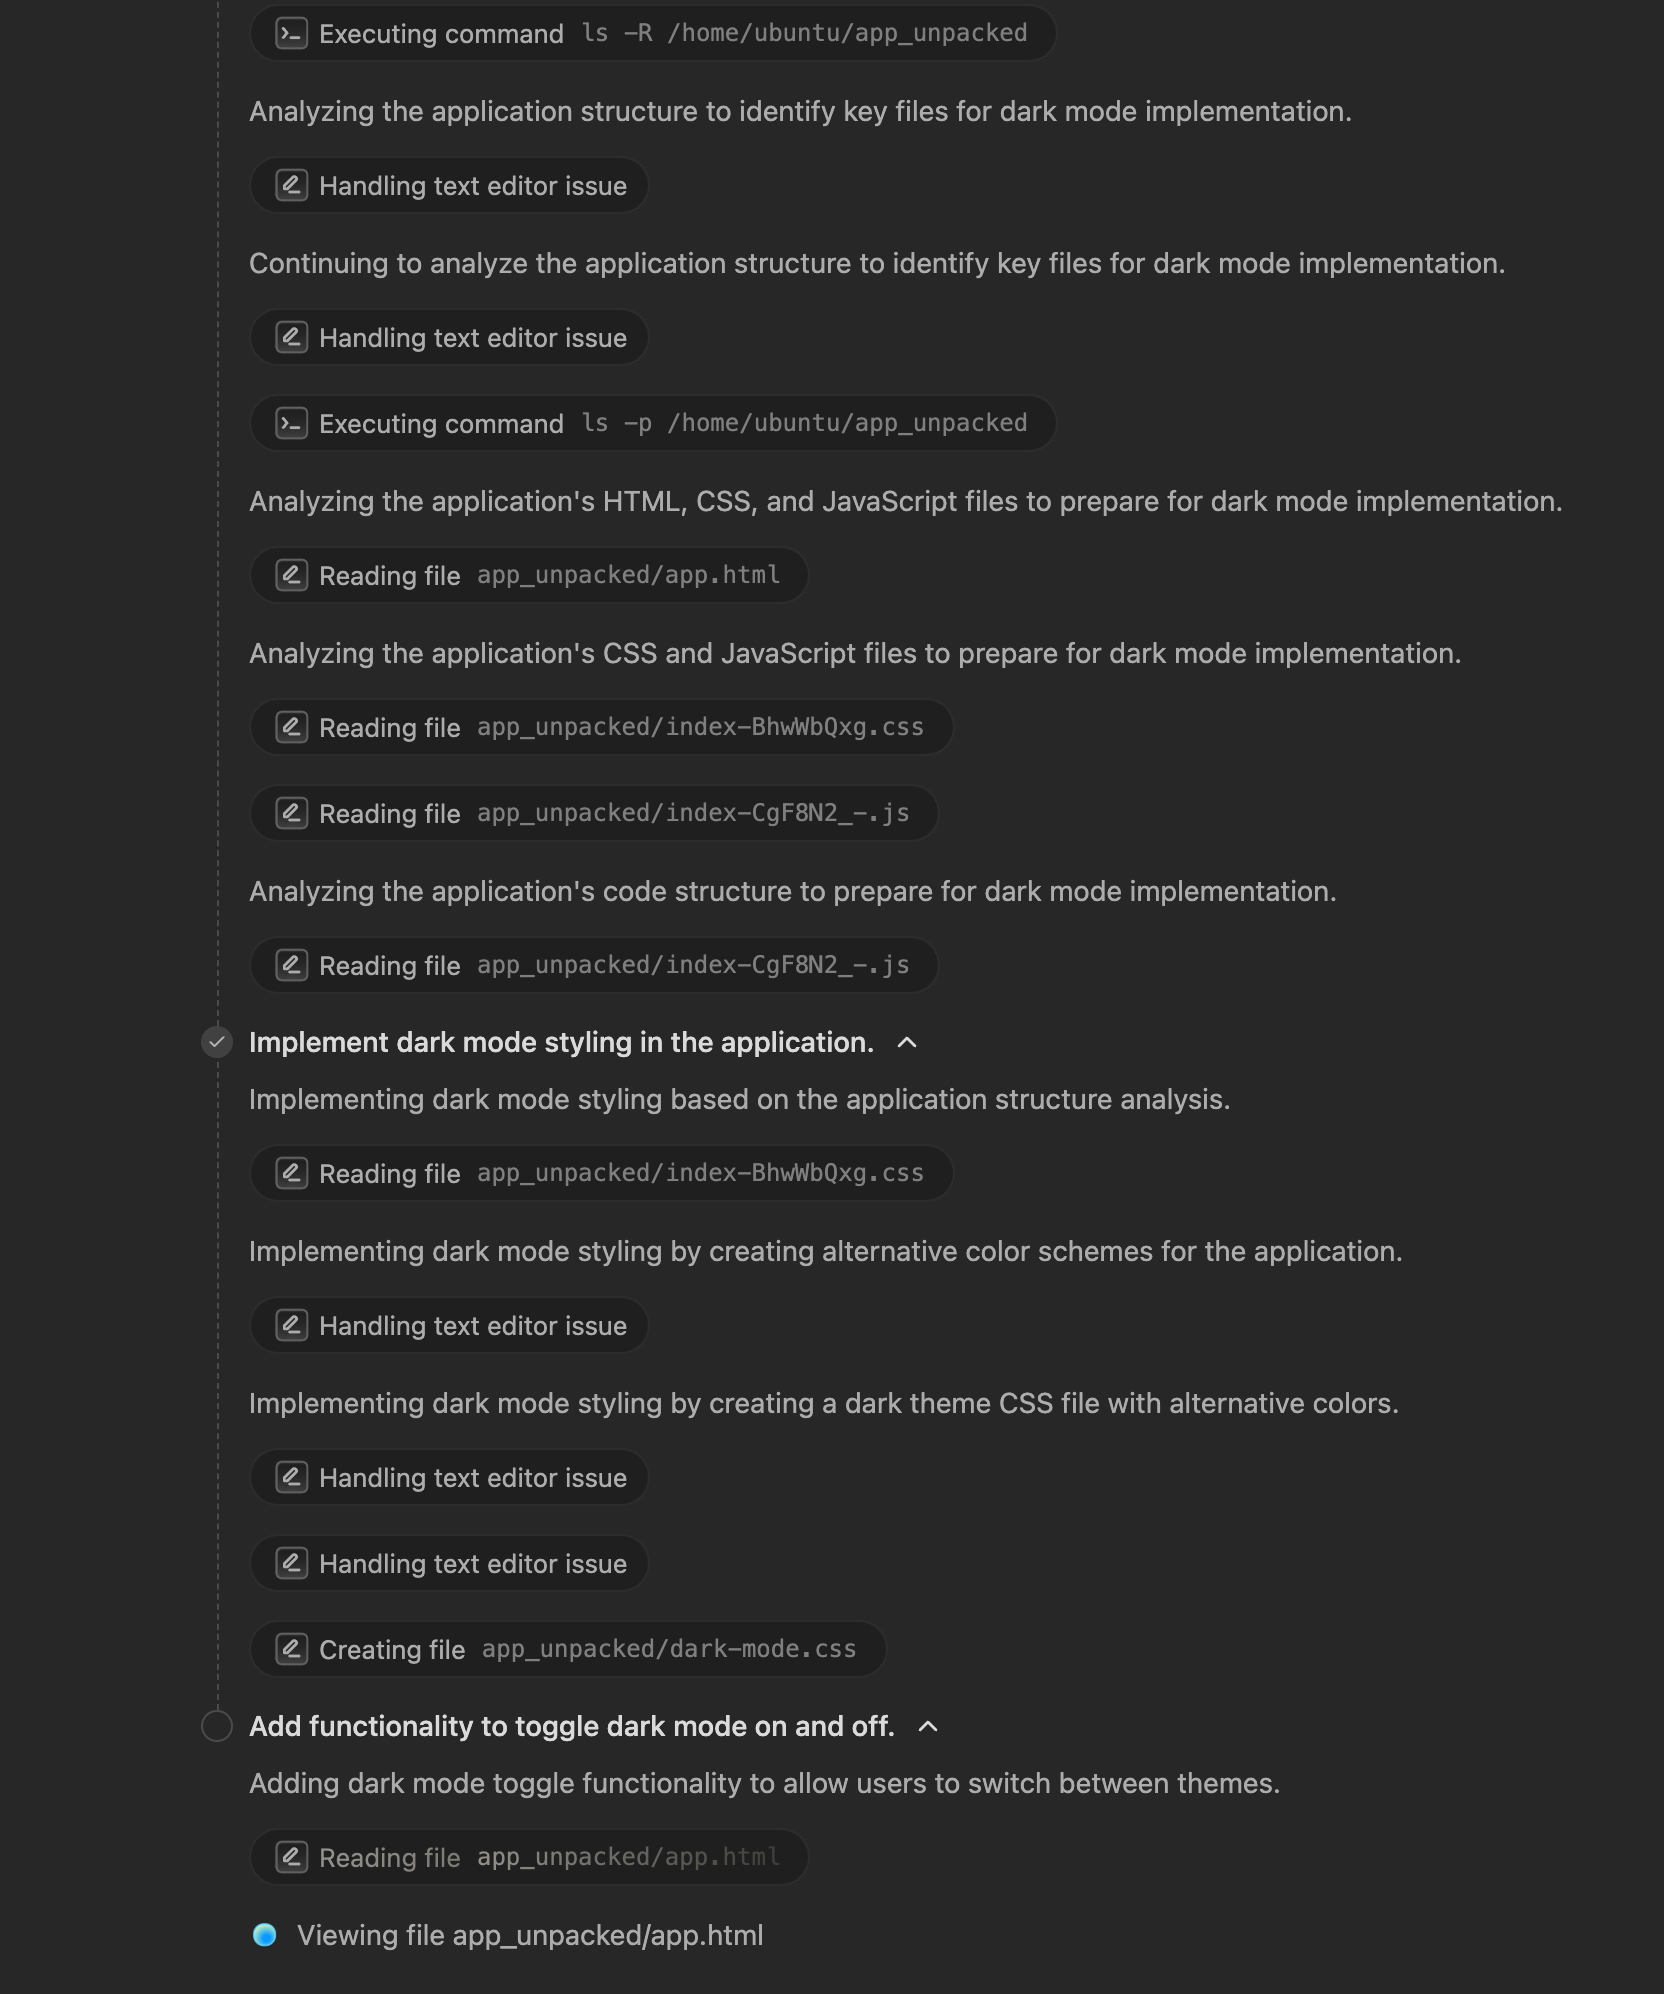 Executing command ls -R /home/ubuntu/app_unpacked
Analyzing the application structure to identify key files for dark mode implementation.
Handling text editor issue
Continuing to analyze the application structure to identify key files for dark mode implementation.
Handling text editor issue
Executing command ls -p /home/ubuntu/app_unpacked
Analyzing the application's HTML, CSS, and JavaScript files to prepare for dark mode implementation.
Reading file app_unpacked/app.html
Analyzing the application's CSS and JavaScript files to prepare for dark mode implementation.
Reading file app_unpacked/index-BhwWbQxg.css
Reading file app_unpacked/index-CgF8N2_-.js
Analyzing the application's code structure to prepare for dark mode implementation.
Reading file app_unpacked/index-CgF8N2_-.js
Implement dark mode styling in the application.
Implementing dark mode styling based on the application structure analysis.
Reading file app_unpacked/index-BhwWbQxg.css
Implementing dark mode styling by creating alternative color schemes for the application.
Handling text editor issue
Implementing dark mode styling by creating a dark theme CSS file with alternative colors.
Handling text editor issue
Handling text editor issue
Creating file app_unpacked/dark-mode.css
Add functionality to toggle dark mode on and off.
Adding dark mode toggle functionality to allow users to switch between themes.
Reading file app_unpacked/app.html
Viewing file app_unpacked/app.html